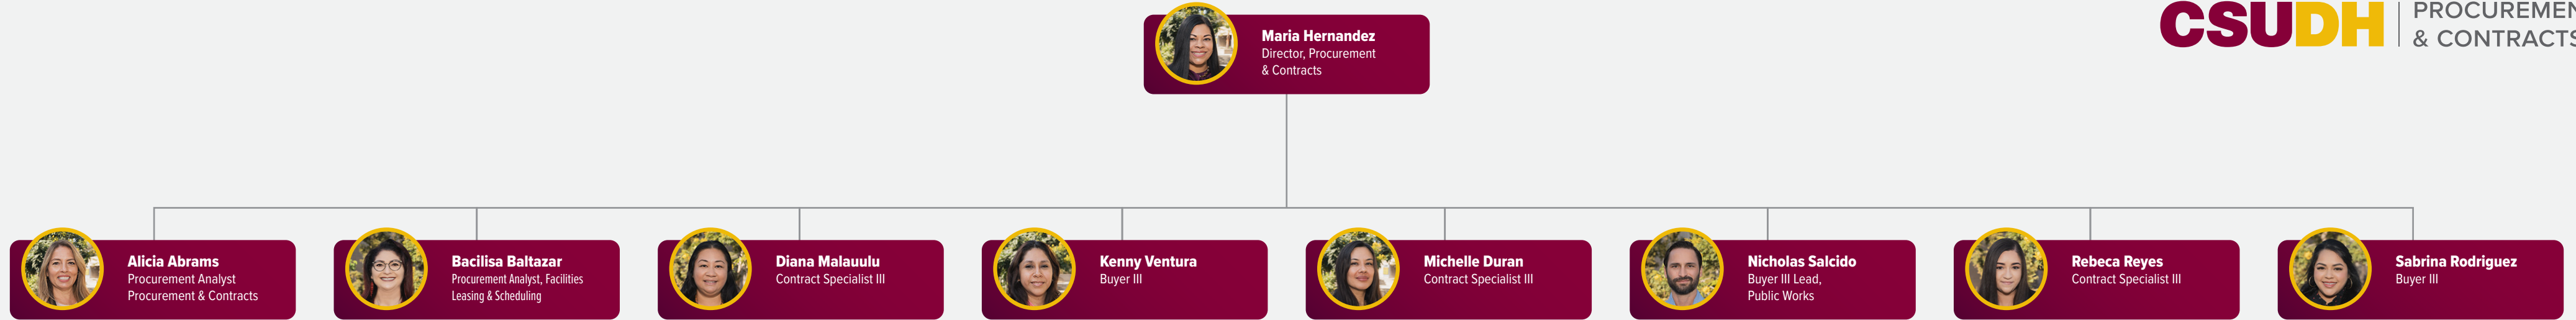 Maria Hernandez
Director, Procurement
& Contracts
CSUDH
& CONTRACTS
Alicia Abrams
Procurement Analyst
Procurement & Contracts
Bacilisa Baltazar
Procurement Analyst, Facilities
Leasing & Scheduling
Diana Malauulu
Contract Specialist III
Kenny Ventura
Buyer III
Michelle Duran
Contract Specialist III
Nicholas Salcido
Buyer III Lead,
Public Works
Rebeca Reyes
Contract Specialist III
Sabrina Rodriguez
Buyer III